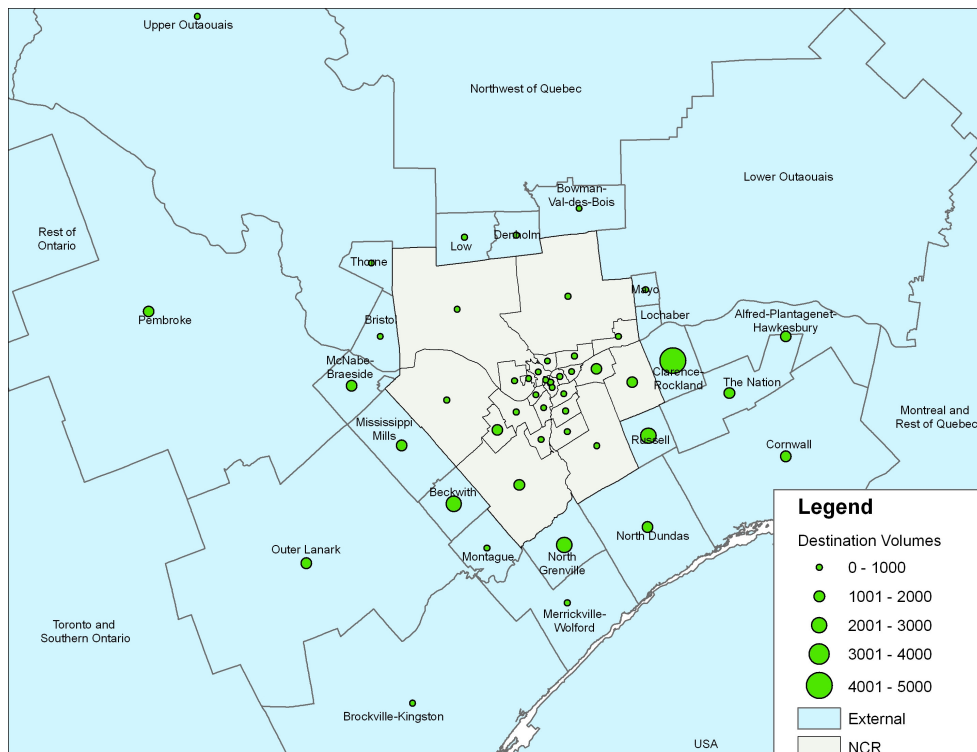 Upper Outaouais
Northwest of Quebec
Bowman-
Val-des-Bois
Lower Outaouais
Rest of
Ontario
Low
Denholm
Thorne
Mayo
Lochaber
Pembroke
Bristol
Alfred-Plantagenet-
Hawkesbury
McNabe-
Braeside
Clarence-
Rockland
The Nation
Montreal and
Rest of Quebec
Mississippi
Mills
Russell
Cornwall
Beckwith
Legend
Destination Volumes
0 - 1000
1001 - 2000
2001 - 3000
3001 - 4000
4001 - 5000
External
NCR
Outer Lanark
Montague
North
Grenville
North Dundas
Merrickville-
Wolford
Toronto and
Southern Ontario
Brockville-Kingston
USA